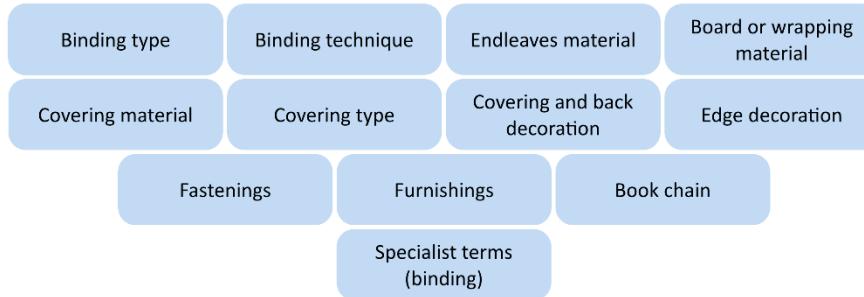 Binding type
Binding technique
Endleaves material
Board or wrapping
material
Covering material
Covering type
Covering and back
decoration
Edge decoration
Fastenings
Furnishings
Book chain
Specialist terms
(binding)